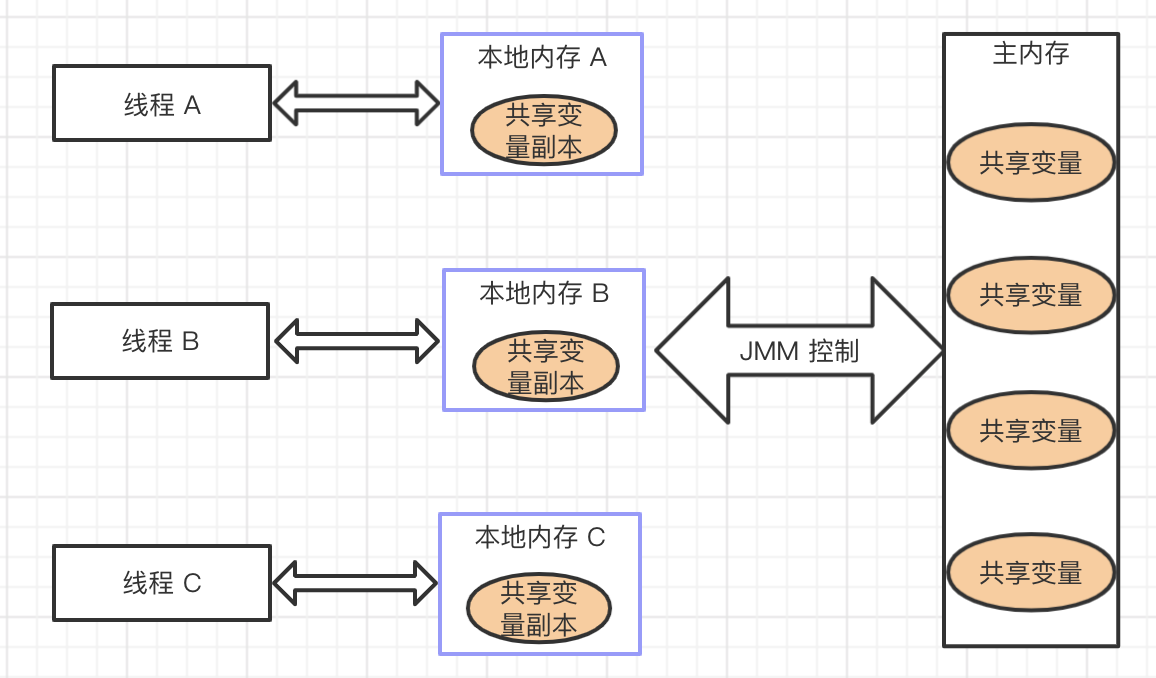 线程 A
本地内存 A
共享变
量副本
线程 B
本地内存 B
共享变
量副本
线程 C
本地内存 C
共享变
量副本
JMM 控制
主内存
共享变量
共享变量
共享变量
共享变量